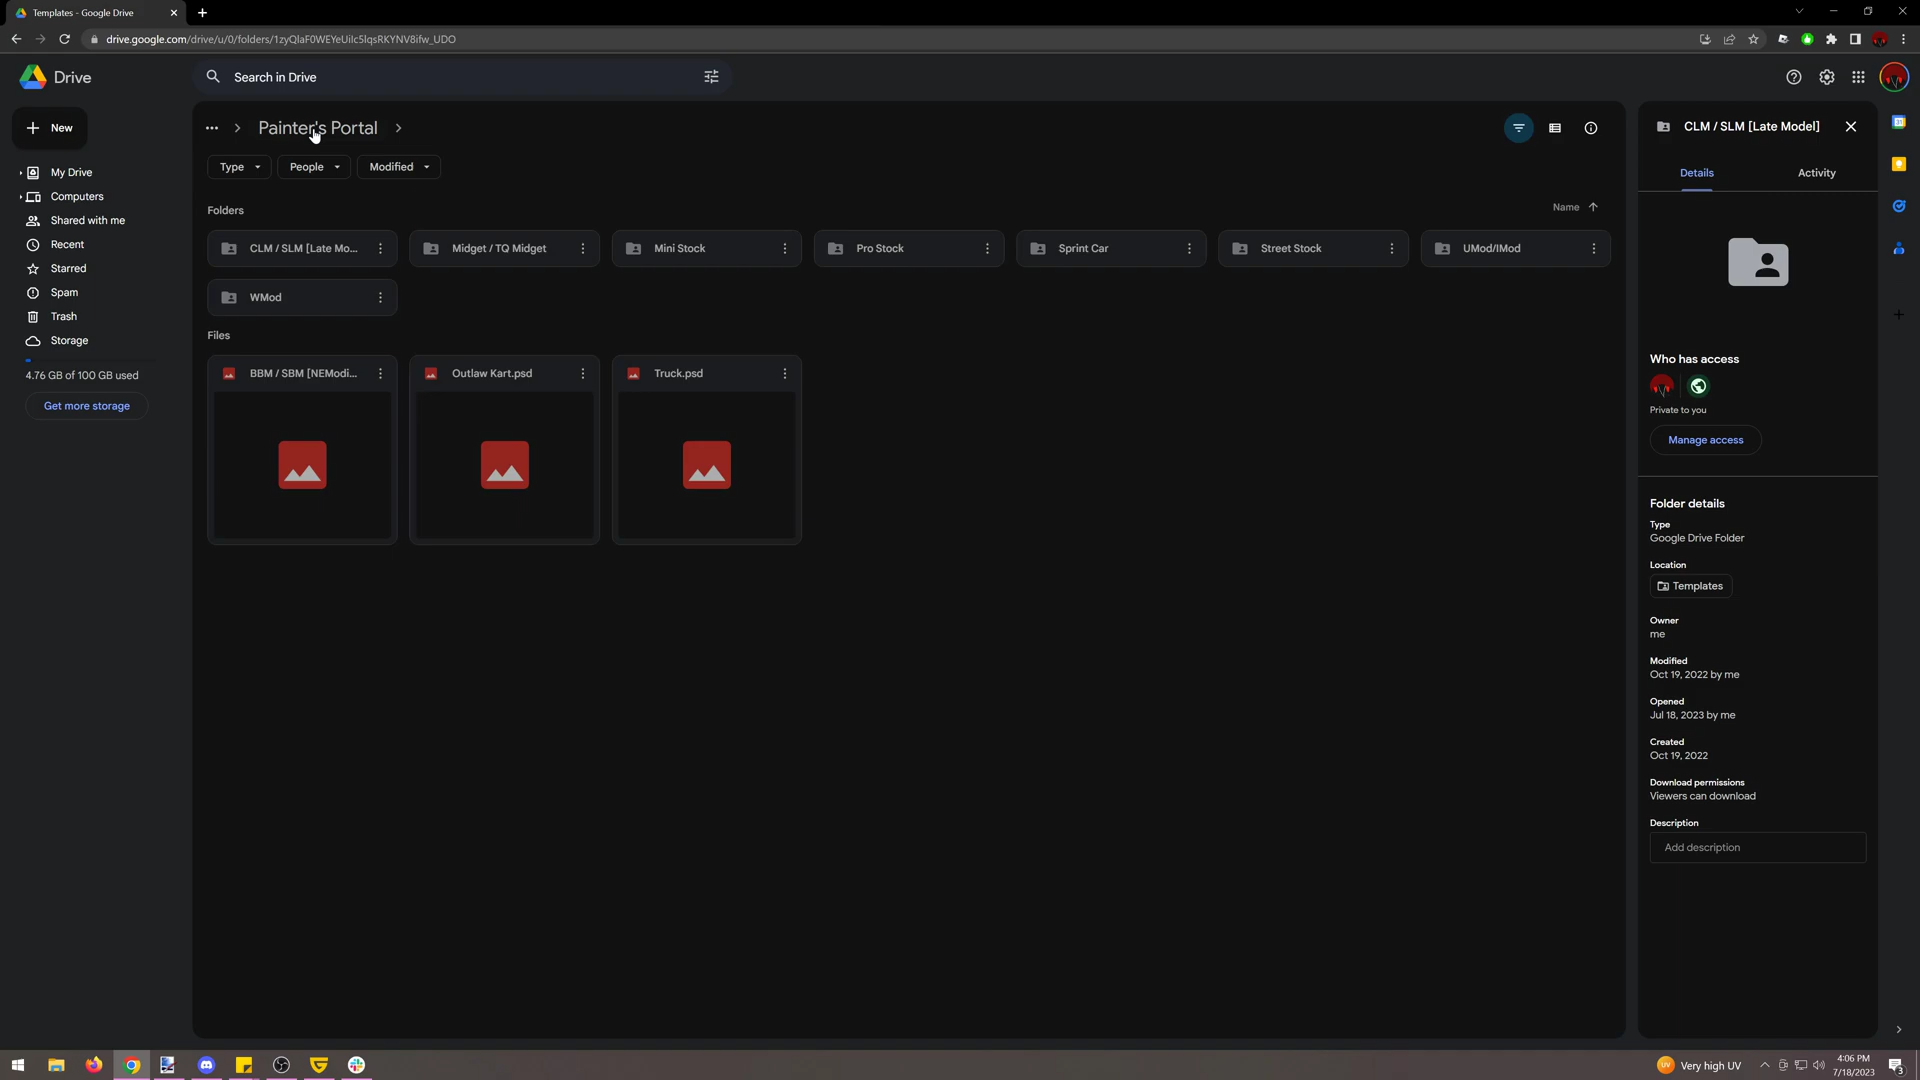 Templates - Google Drive
drive.google.com/drive/u/0/folders/1zyQlaF0WEYeUilc5lqsRKYNV8ifw_UDO
Drive
Search in Drive
New
My Drive
Computers
Shared with me
Recent
Starred
Spam
Trash
Storage
4.76 GB of 100 GB used
Get more storage
Painter's Portal
Type
People
Modified
Folders
Name
CLM / SLM [Late Mo...
Midget / TQ Midget
Mini Stock
Pro Stock
Sprint Car
Street Stock
UMod/IMod
WMod
Files
BBM / SBM [NEModi...
Outlaw Kart.psd
Truck.psd
CLM / SLM [Late Model]
Details
Activity
Who has access
Private to you
Manage access
Folder details
Type
Google Drive Folder
Location
Templates
Owner
me
Modified
Oct 19, 2022 by me
Opened
Jul 18, 2023 by me
Created
Oct 19, 2022
Download permissions
Viewers can download
Description
Add description
31
UV
Very high UV
4:06 PM
7/18/2023
3